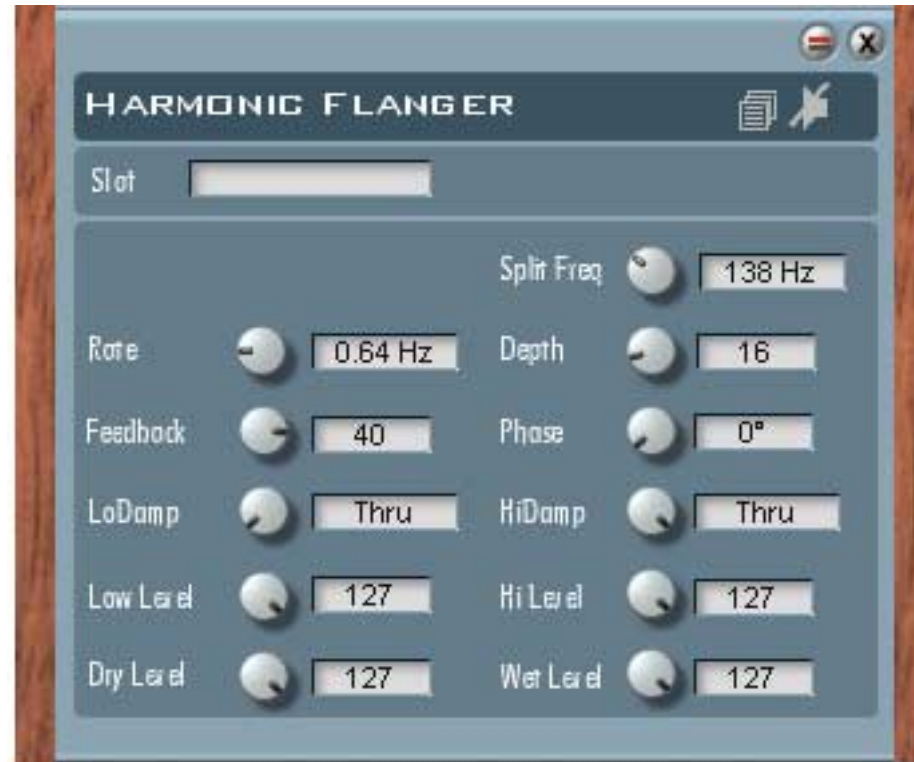 HARMONIC FLANGER
Slot
Split Freq 138 Hz
Rate 0.64 Hz Depth 16
Feedback 40 Phase 0°
LoDamp Thru HiDamp Thru
Low Level 127 Hi Level 127
Dry Level 127 Wet Level 127